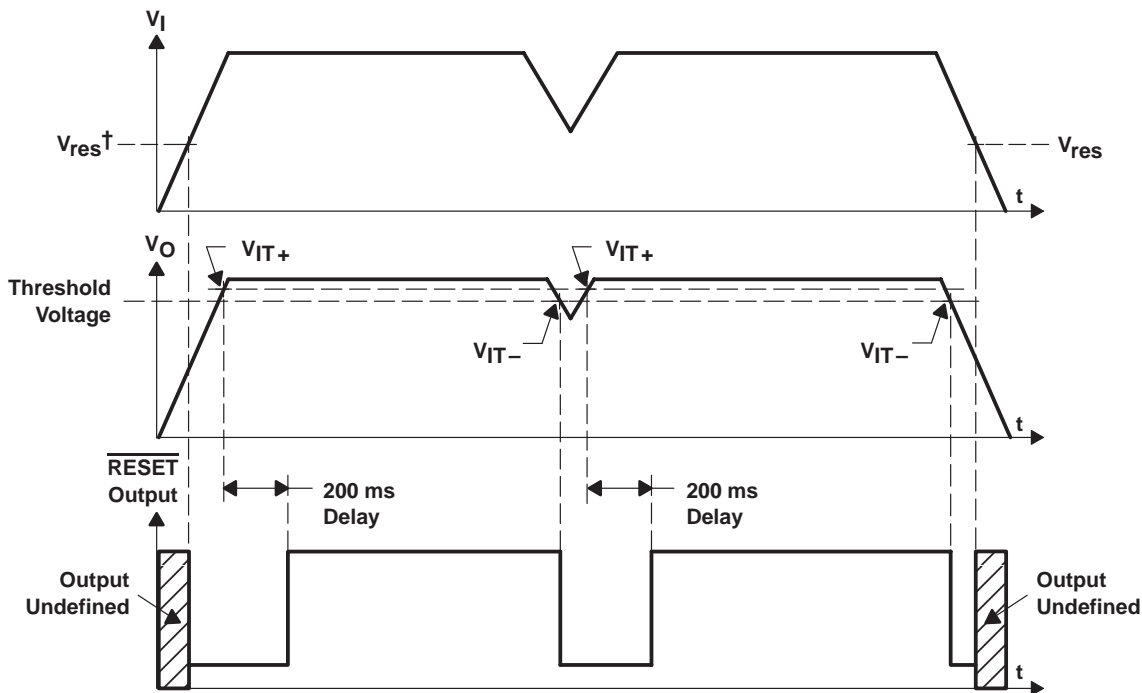 VI
Vres†
Vres
t
VO
VIT+
VIT+
Threshold
Voltage
VIT–
VIT–
t
RESET
Output
200 ms
Delay
200 ms
Delay
Output
Undefined
Output
Undefined
t